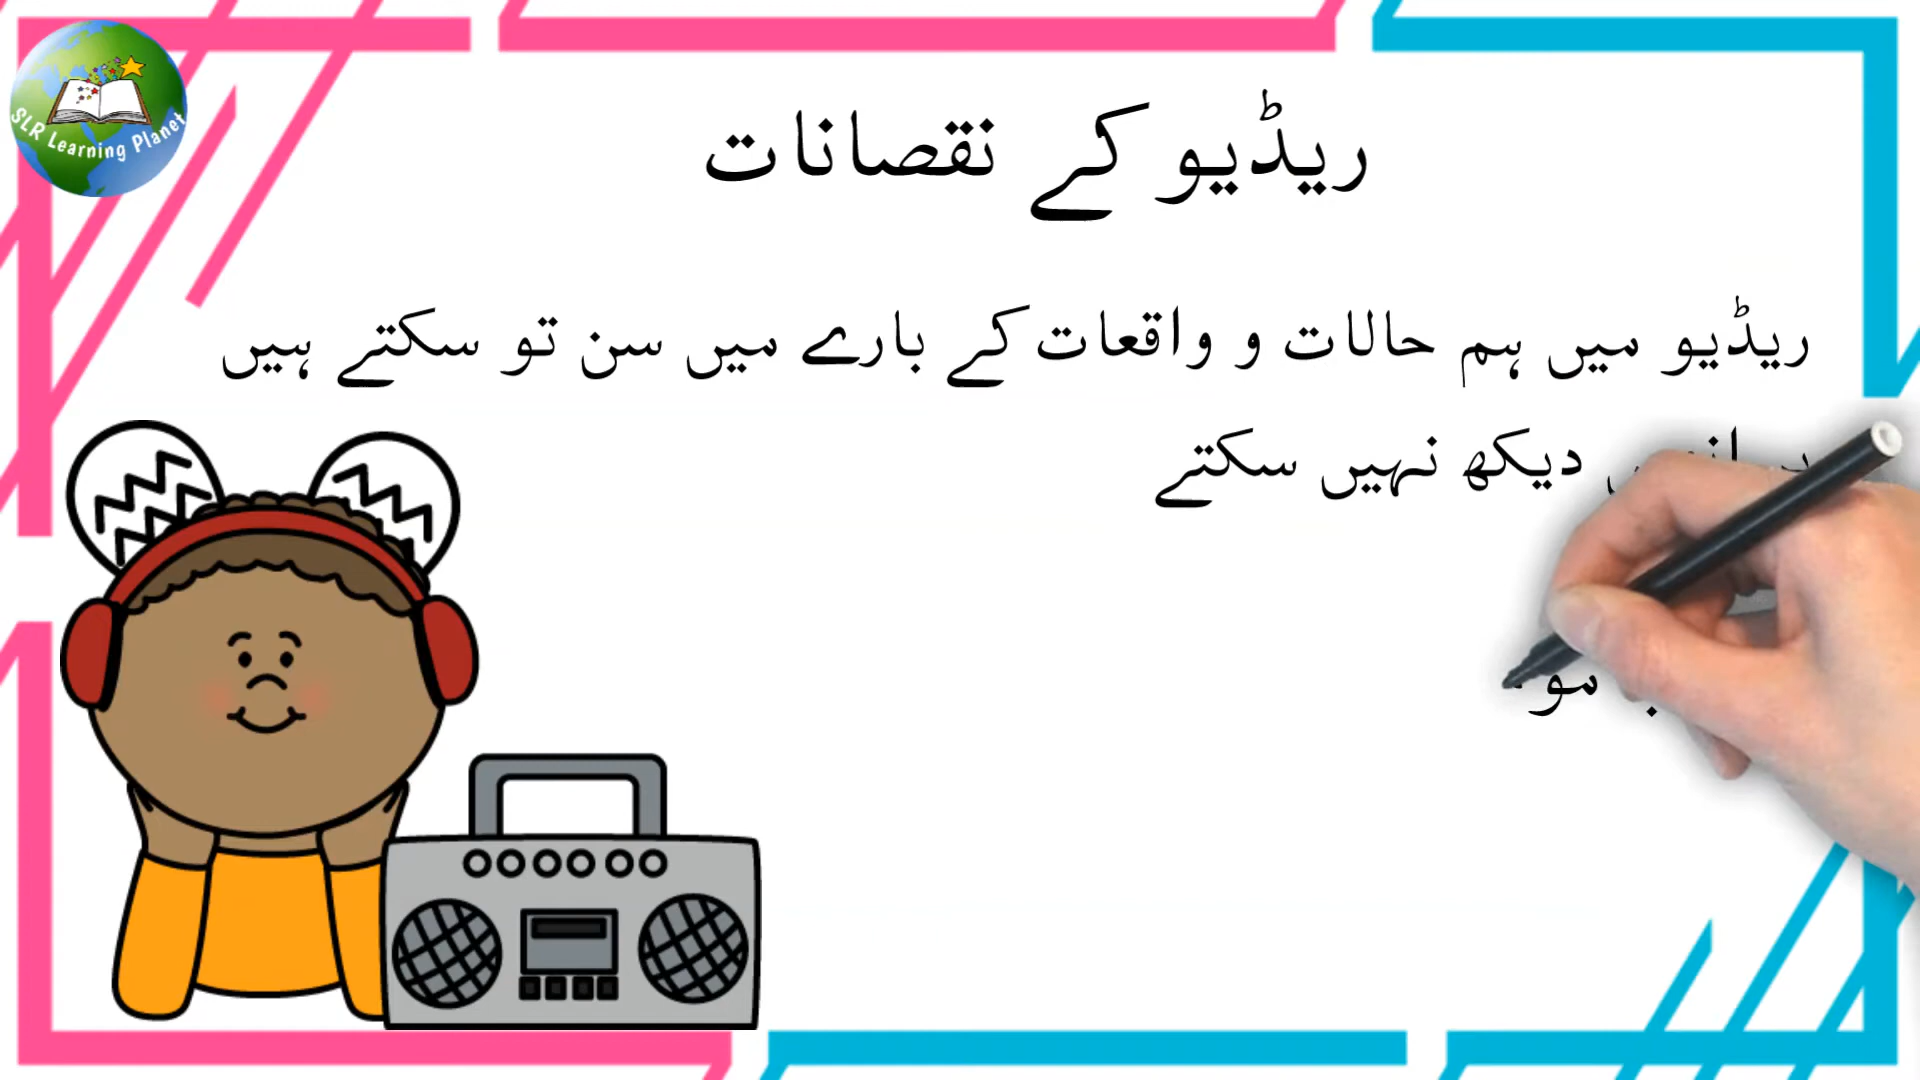 SLR Learning Planet
ریڈیو کے نقصانات
ریڈیو میں ہم حالات و واقعات کے بارے میں سن تو سکتے ہیں
دیکھ نہیں سکتے